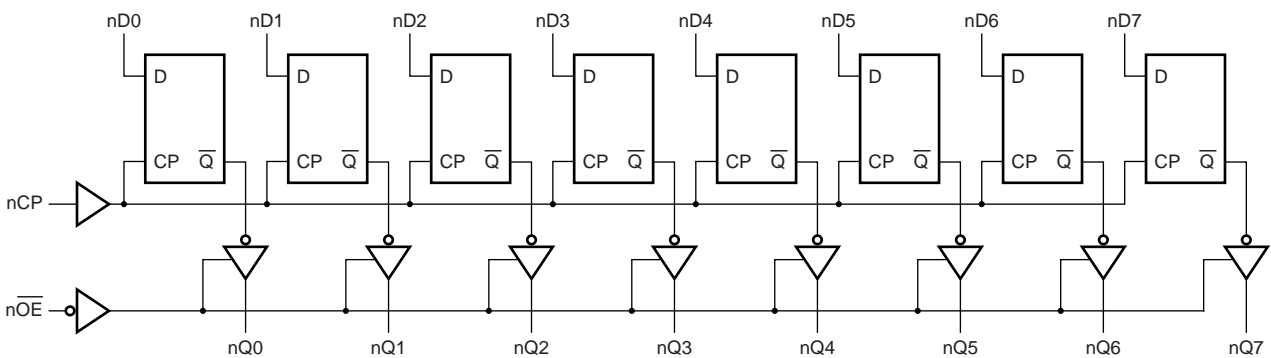 nD0 nD1 nD2 nD3 nD4 nD5 nD6 nD7
D D D D D D D D
CP Q̅ CP Q̅ CP Q̅ CP Q̅ CP Q̅ CP Q̅ CP Q̅ CP Q̅
nCP
nO̅E̅
nQ0 nQ1 nQ2 nQ3 nQ4 nQ5 nQ6 nQ7